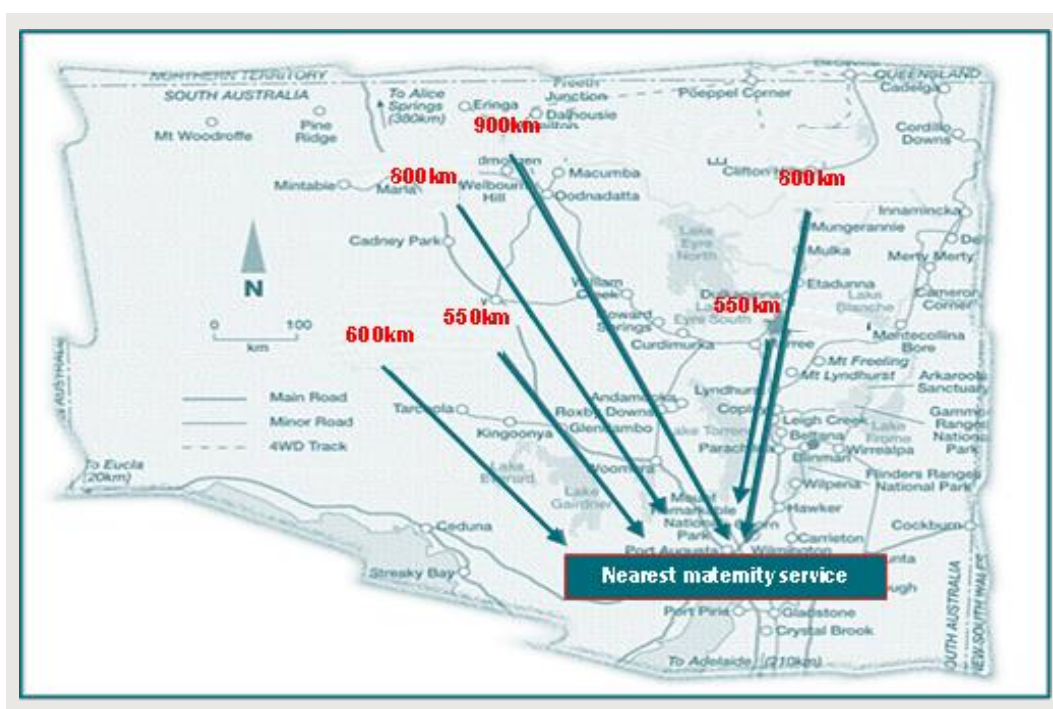 NORTHERN TERRITORY
SOUTH AUSTRALIA
To Alice
Springs
(380km)
Eringa
Junction
Dalhousie
Poeppel Corner
QUEENSLAND
Cadelga
Mt Woodroffe
Pine
Ridge
900km
Cordillo
Downs
Mintabie
Marla
800km
Welbourn
Hill
Macumba
Oodnadatta
Clifton
800km
Innamincka
Mungerannie
Mulka
Merty Merty
Cadney Park
Lake
Eyre
North
N
William
Creek
Etadunna
Lake
Blanche
Cameron
Corner
0 100
km
600km
550km
550km
Eyre South
Springs
Curdimurka
Montecollina
Bore
Mt Freeling
Mt Lyndhurst
Arkaroola
Sanctuary
Lyndhurst
Main Road
Minor Road
4WD Track
Tarcoola
Kingoonya
Glendambo
Andamooka
Roxby Downs
Copley
Leigh Creek
Beltana
Lake
Frome
Gammon
Ranges
National
Park
Parachilna
Blinman
Wirrealpa
Woomera
To Eucla
Lake
Everard
Lake
Gairdner
Wilpena
Flinders Ranges
National Park
Mount
Remarkable
National
Park
Hawker
Cockburn
Ceduna
Carrieton
Port Augusta
Wilmington
Streaky Bay
Nearest maternity service
Port Pirie
Gladstone
Crystal Brook
To Adelaide (210km)
SOUTH AUSTRALIA
NEW SOUTH WALES